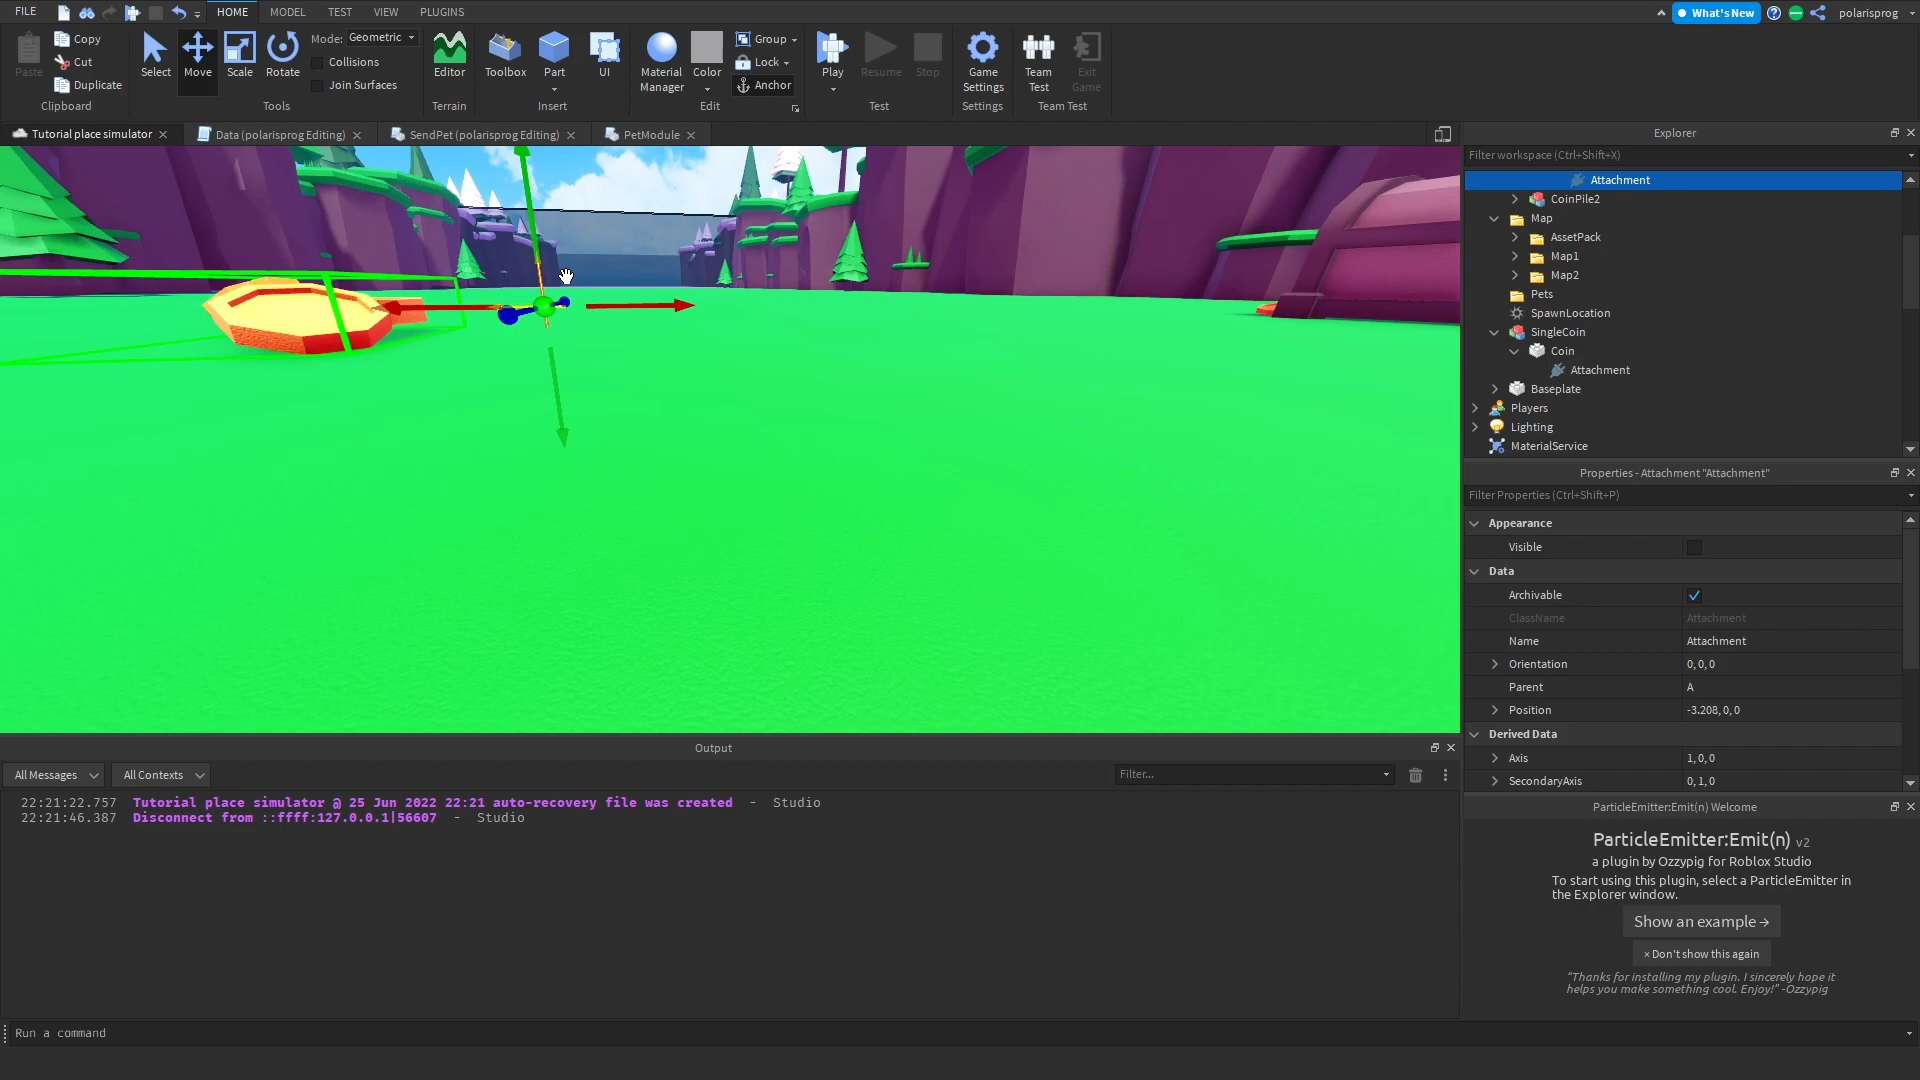 FILE
HOME
MODEL
TEST
VIEW
PLUGINS
What's New
polarisprog
Paste
Copy
Cut
Duplicate
Clipboard
Select
Move
Scale
Rotate
Mode: Geometric
Collisions
Join Surfaces
Tools
Editor
Terrain
Toolbox
Part
UI
Insert
Material
Manager
Color
Group
Lock
Anchor
Edit
Play
Resume
Stop
Test
Game
Settings
Settings
Team
Test
Exit
Game
Team Test
Tutorial place simulator
Data (polarisprog Editing)
SendPet (polarisprog Editing)
PetModule
Explorer
Filter workspace (Ctrl+Shift+X)
Attachment
CoinPile2
Map
AssetPack
Map1
Map2
Pets
SpawnLocation
SingleCoin
Coin
Attachment
Baseplate
Players
Lighting
MaterialService
Properties - Attachment "Attachment"
Filter Properties (Ctrl+Shift+P)
Appearance
Visible
Data
Archivable
ClassName Attachment
Name Attachment
Orientation 0, 0, 0
Parent A
Position -3.208, 0, 0
Derived Data
Axis 1, 0, 0
SecondaryAxis 0, 1, 0
Output
All Messages
All Contexts
Filter...
22:21:22.757 Tutorial place simulator @ 25 Jun 2022 22:21 auto-recovery file was created - Studio
22:21:46.387 Disconnect from ::ffff:127.0.0.1|56607 - Studio
ParticleEmitter:Emit(n) Welcome
ParticleEmitter:Emit(n) v2
a plugin by Ozzypig for Roblox Studio
To start using this plugin, select a ParticleEmitter in
the Explorer window.
Show an example →
× Don't show this again
"Thanks for installing my plugin. I sincerely hope it
helps you make something cool. Enjoy!" -Ozzypig
Run a command